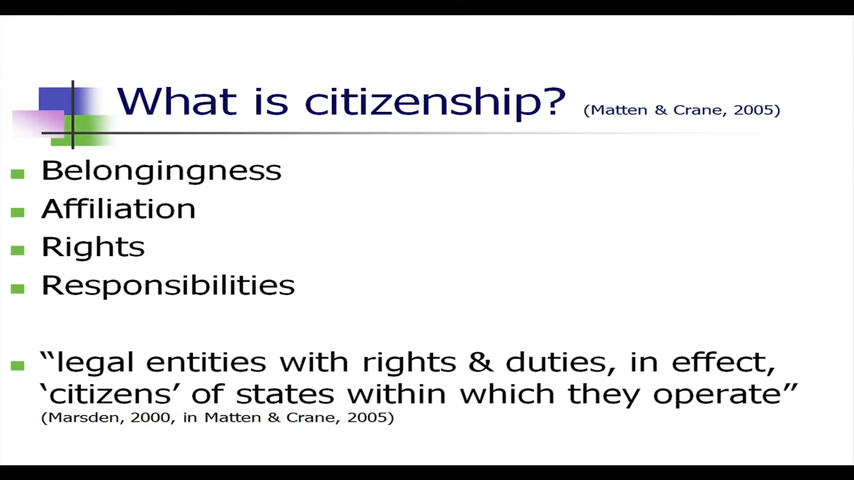 What is citizenship? (Matten & Crane, 2005)
Belongingness
Affiliation
Rights
Responsibilities
“legal entities with rights & duties, in effect,
‘citizens’ of states within which they operate”
(Marsden, 2000, in Matten & Crane, 2005)